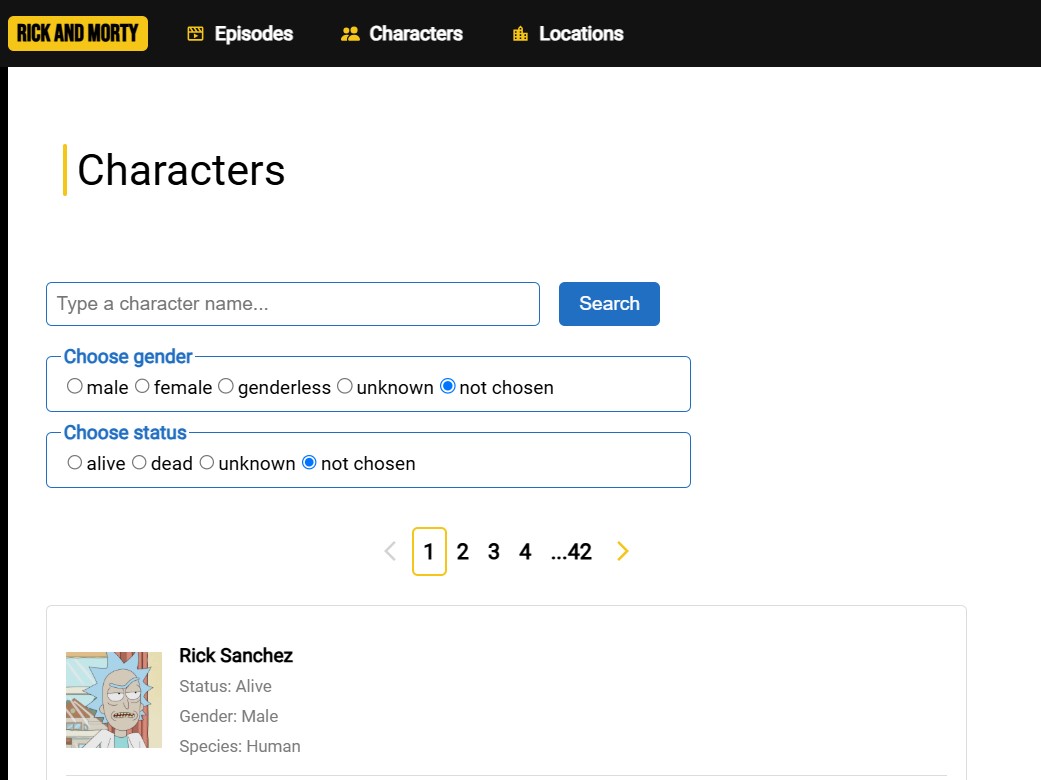 RICK AND MORTY Episodes Characters Locations
Characters
Type a character name... Search
Choose gender
male female genderless unknown not chosen
Choose status
alive dead unknown not chosen
1 2 3 4 ...42
Rick Sanchez
Status: Alive
Gender: Male
Species: Human